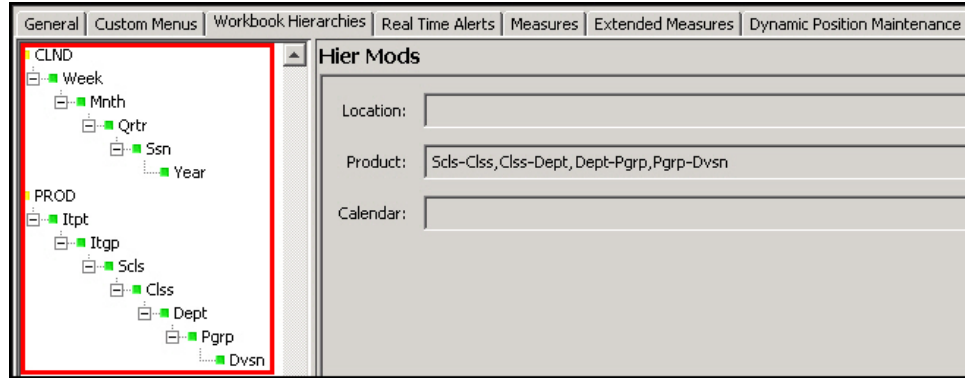 General Custom Menus Workbook Hierarchies Real Time Alerts Measures Extended Measures Dynamic Position Maintenance
CLND
Week
Mnth
Qrtr
Ssn
Year
PROD
Itpt
Itgp
Scls
Clss
Dept
Pgrp
Dvsn
Hier Mods
Location:
Product: Scls-Clss,Clss-Dept,Dept-Pgrp,Pgrp-Dvsn
Calendar: